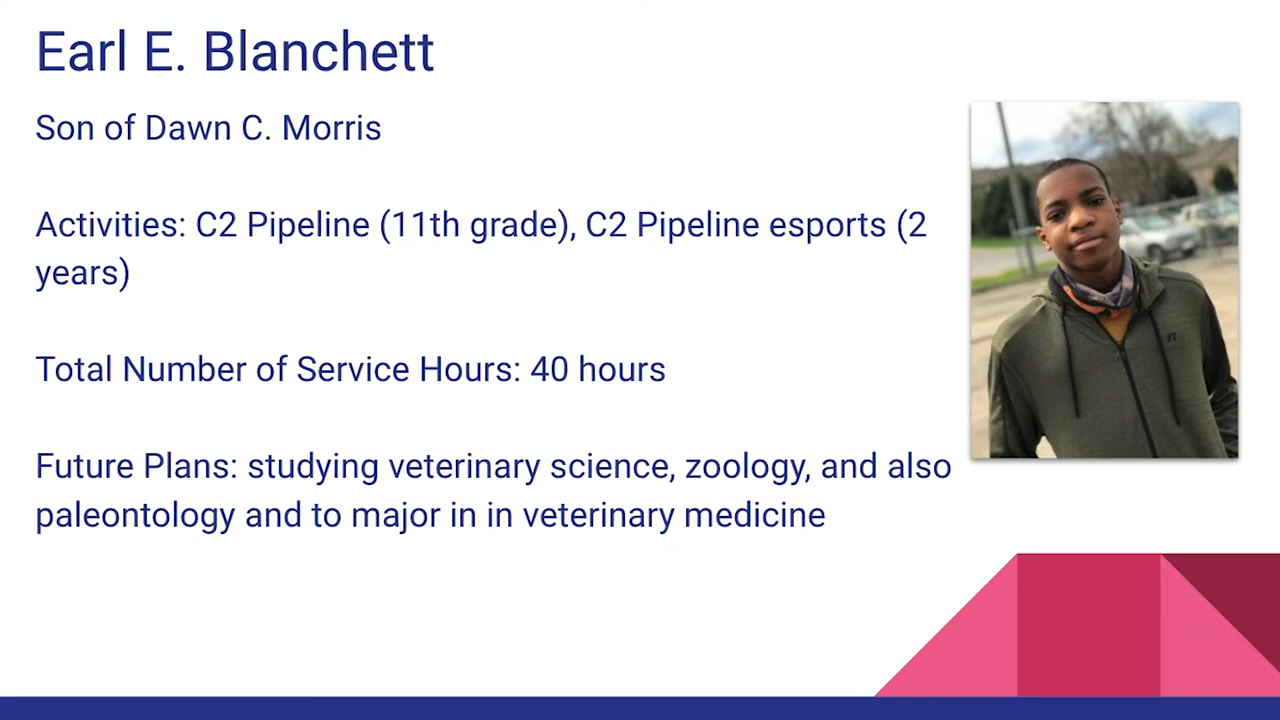 Earl E. Blanchett
Son of Dawn C. Morris
Activities: C2 Pipeline (11th grade), C2 Pipeline esports (2
years)
Total Number of Service Hours: 40 hours
Future Plans: studying veterinary science, zoology, and also
paleontology and to major in in veterinary medicine